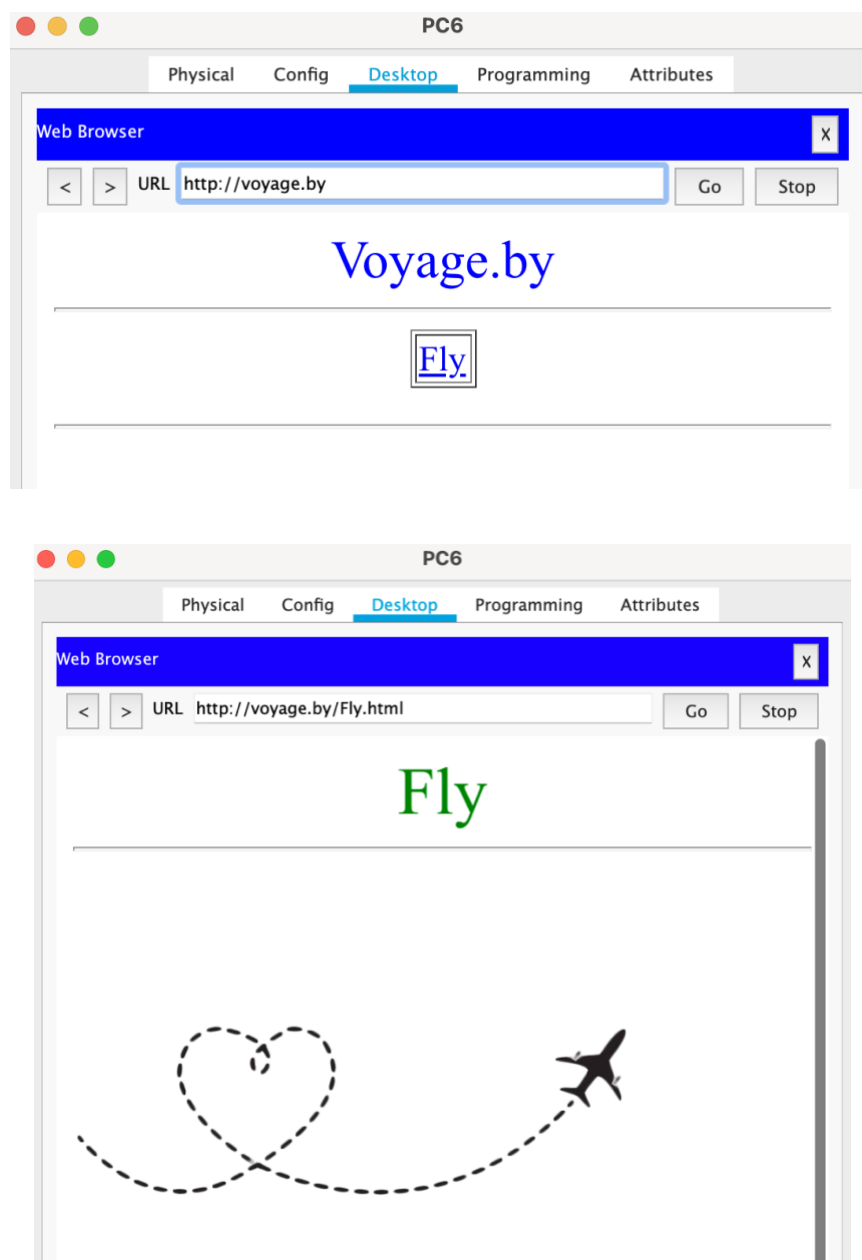 PC6
Physical Config Desktop Programming Attributes
Web Browser X
< > URL http://voyage.by Go Stop
Voyage.by
Fly
PC6
Physical Config Desktop Programming Attributes
Web Browser X
< > URL http://voyage.by/Fly.html Go Stop
Fly